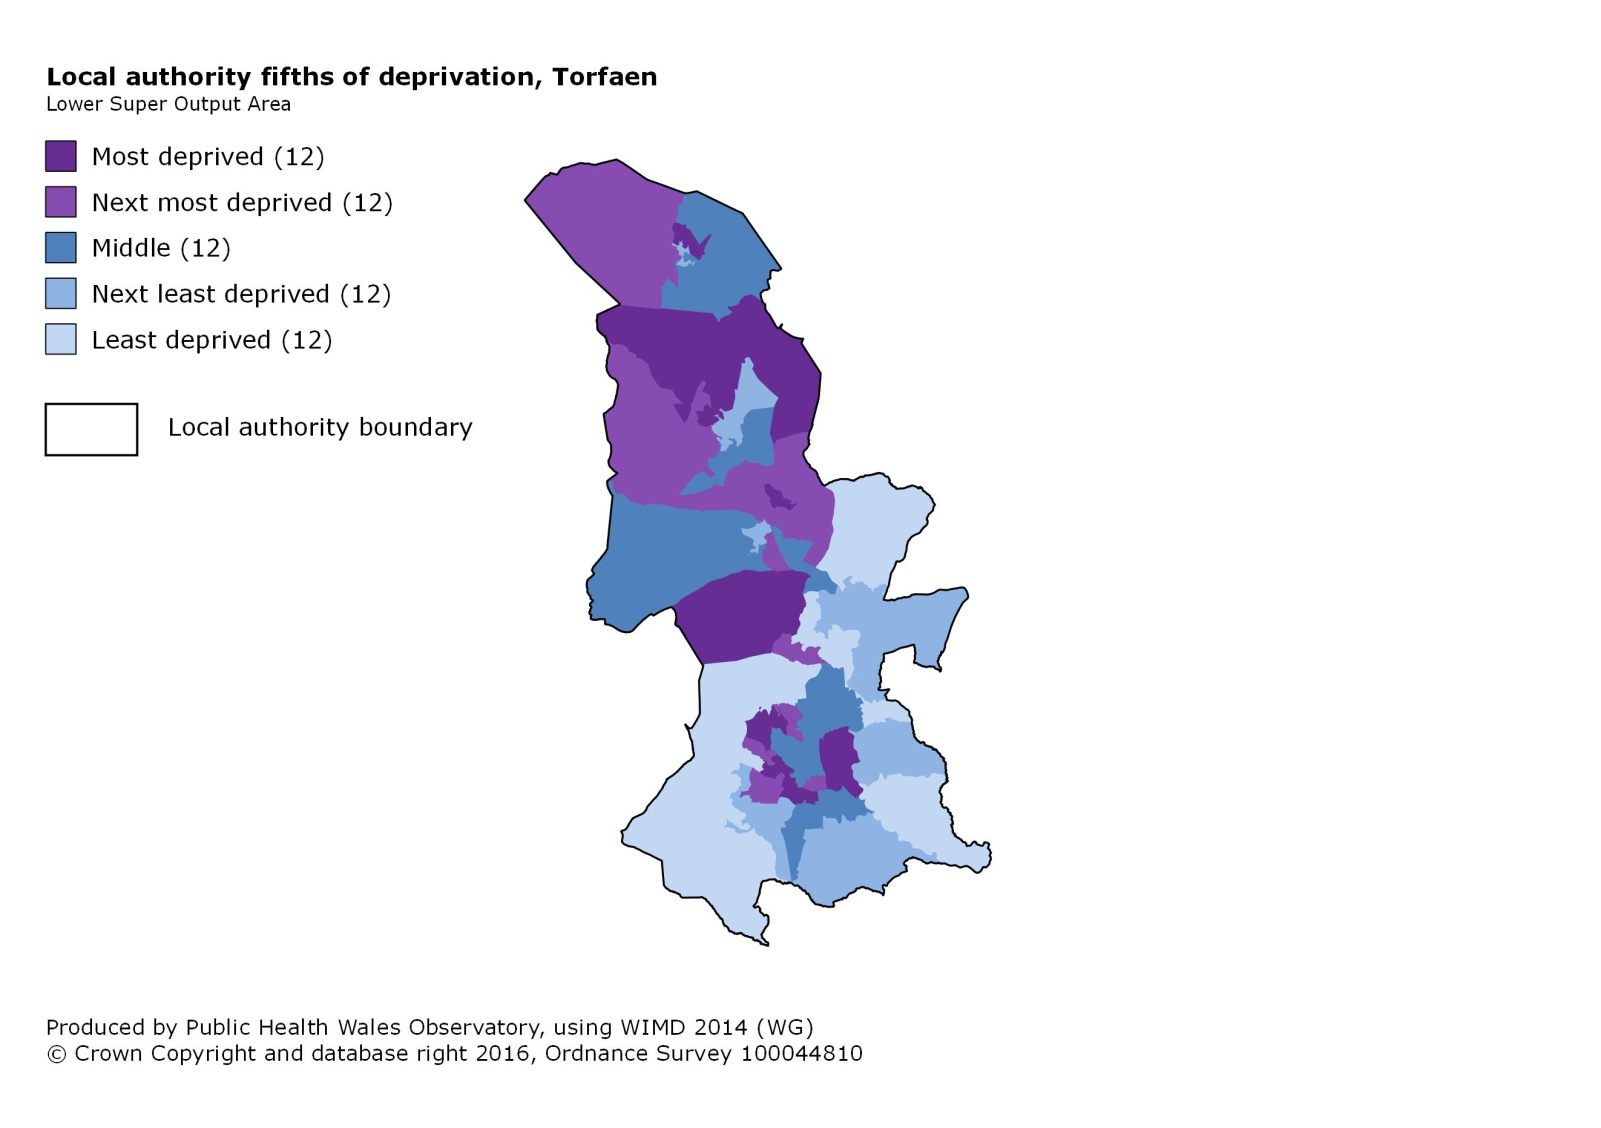 Local authority fifths of deprivation, Torfaen
Lower Super Output Area
Most deprived (12)
Next most deprived (12)
Middle (12)
Next least deprived (12)
Least deprived (12)
Local authority boundary
Produced by Public Health Wales Observatory, using WIMD 2014 (WG)
© Crown Copyright and database right 2016, Ordnance Survey 100044810